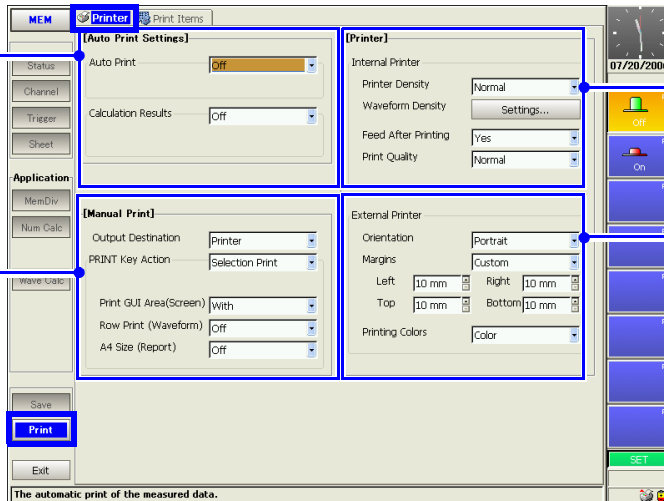 MEM
Printer
Print Items
Status
Channel
Trigger
Sheet
Application
MemDiv
Num Calc
Wave Calc
Save
Print
Exit
[Auto Print Settings]
Auto Print Off
Calculation Results Off
[Printer]
Internal Printer
Printer Density Normal
Waveform Density Settings...
Feed After Printing Yes
Print Quality Normal
[Manual Print]
Output Destination Printer
PRINT Key Action Selection Print
Print GUI Area(Screen) With
Row Print (Waveform) Off
A4 Size (Report) Off
External Printer
Orientation Portrait
Margins Custom
Left 10 mm Right 10 mm
Top 10 mm Bottom 10 mm
Printing Colors Color
07/20/200
Off
On
SET
The automatic print of the measured data.